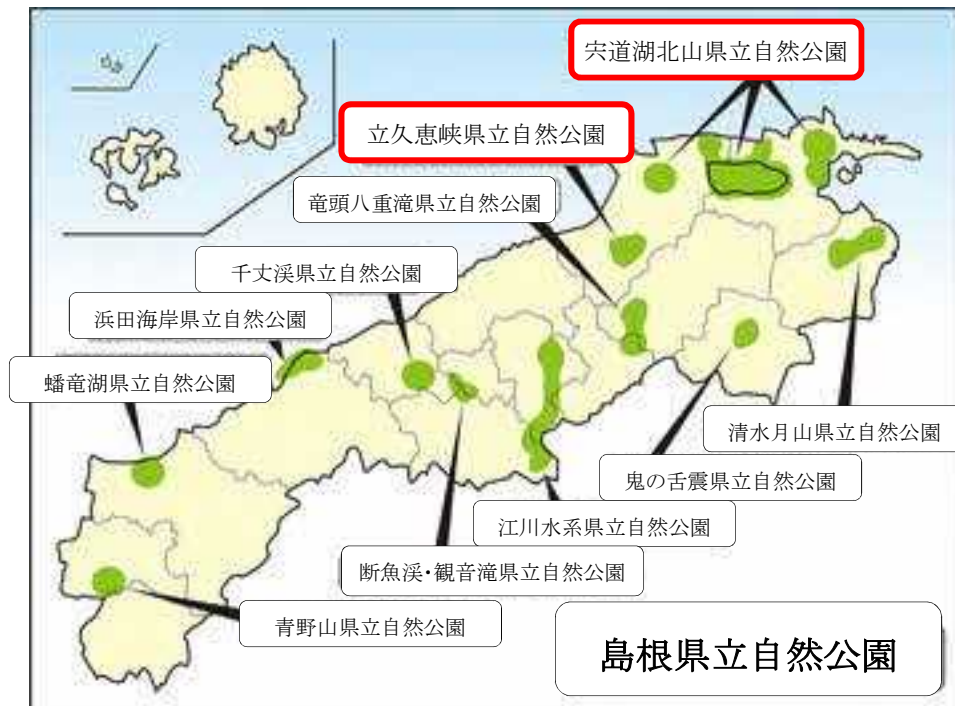 宍道湖北山県立自然公園
立久恵峡県立自然公園
竜頭八重滝県立自然公園
千丈渓県立自然公園
浜田海岸県立自然公園
蟠竜湖県立自然公園
清水月山県立自然公園
鬼の舌震県立自然公園
江川水系県立自然公園
断魚渓・観音滝県立自然公園
青野山県立自然公園
島根県立自然公園